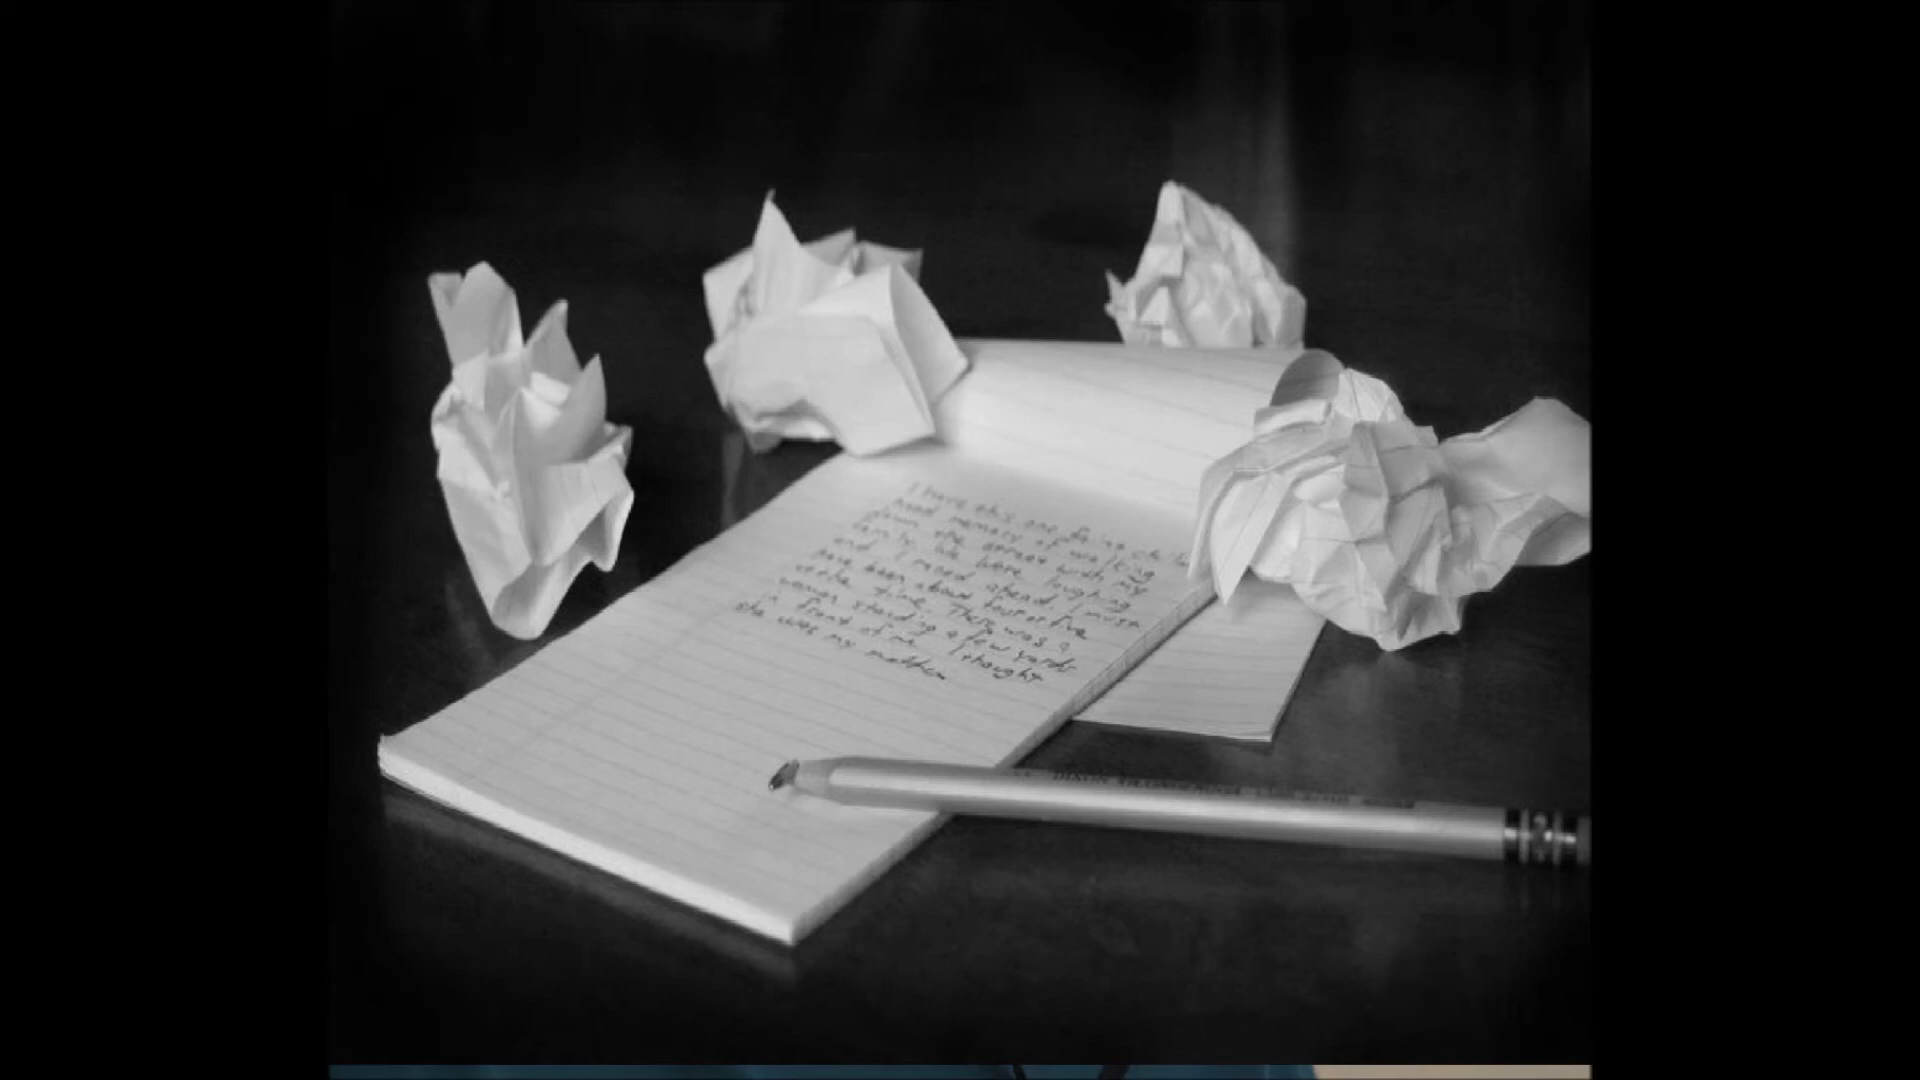 I have this one
hood memory of walking
down the street with my
family. We were laughing
and I raced ahead. I must
have been about four or five
at the time. There was a
woman standing a few yards
in front of me. I thought
she was my mother